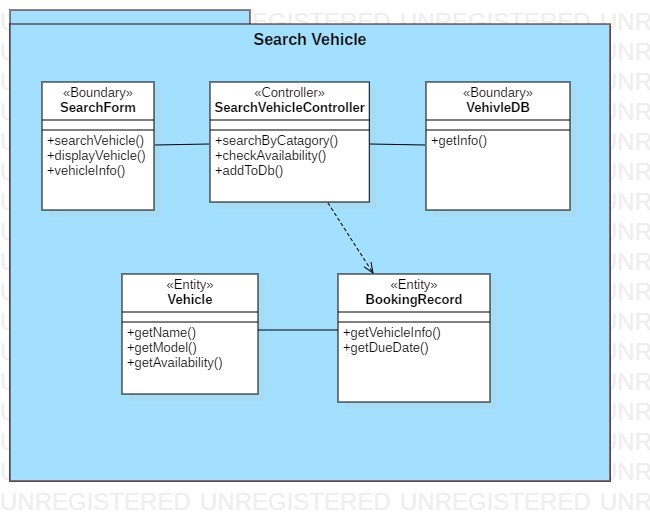 UNREGISTERED UNREGISTERED UNREGISTERED UNR
Search Vehicle
«Boundary»
SearchForm
+searchVehicle()
+displayVehicle()
+vehicleInfo()
«Controller»
SearchVehicleController
+searchByCatagory()
+checkAvailability()
+addToDb()
«Boundary»
VehivleDB
+getInfo()
«Entity»
Vehicle
+getName()
+getModel()
+getAvailability()
«Entity»
BookingRecord
+getVehicleInfo()
+getDueDate()